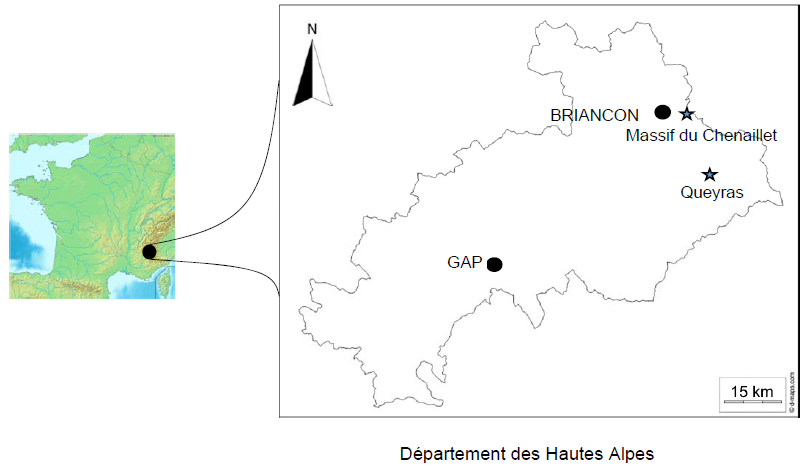 N
BRIANCON
Massif du Chenaillet
Queyras
GAP
15 km
© d-maps.com
Département des Hautes Alpes